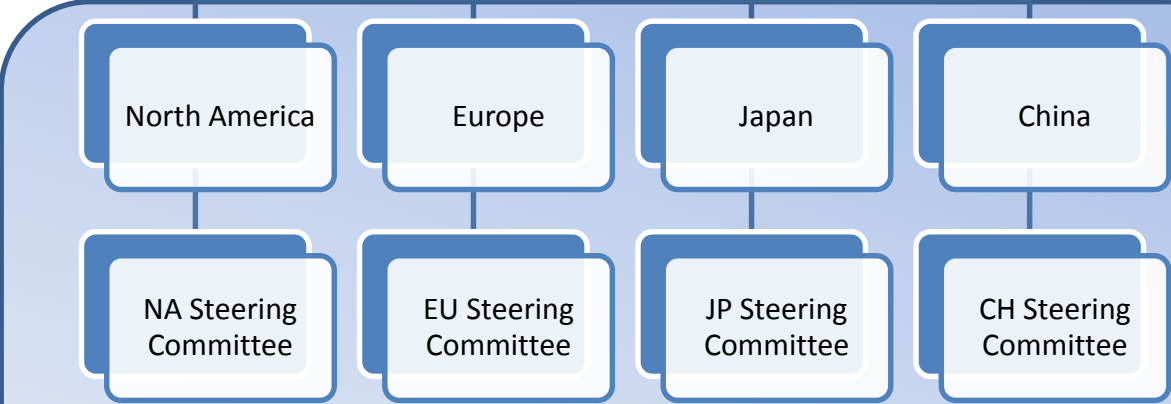 North America
Europe
Japan
China
NA Steering
Committee
EU Steering
Committee
JP Steering
Committee
CH Steering
Committee